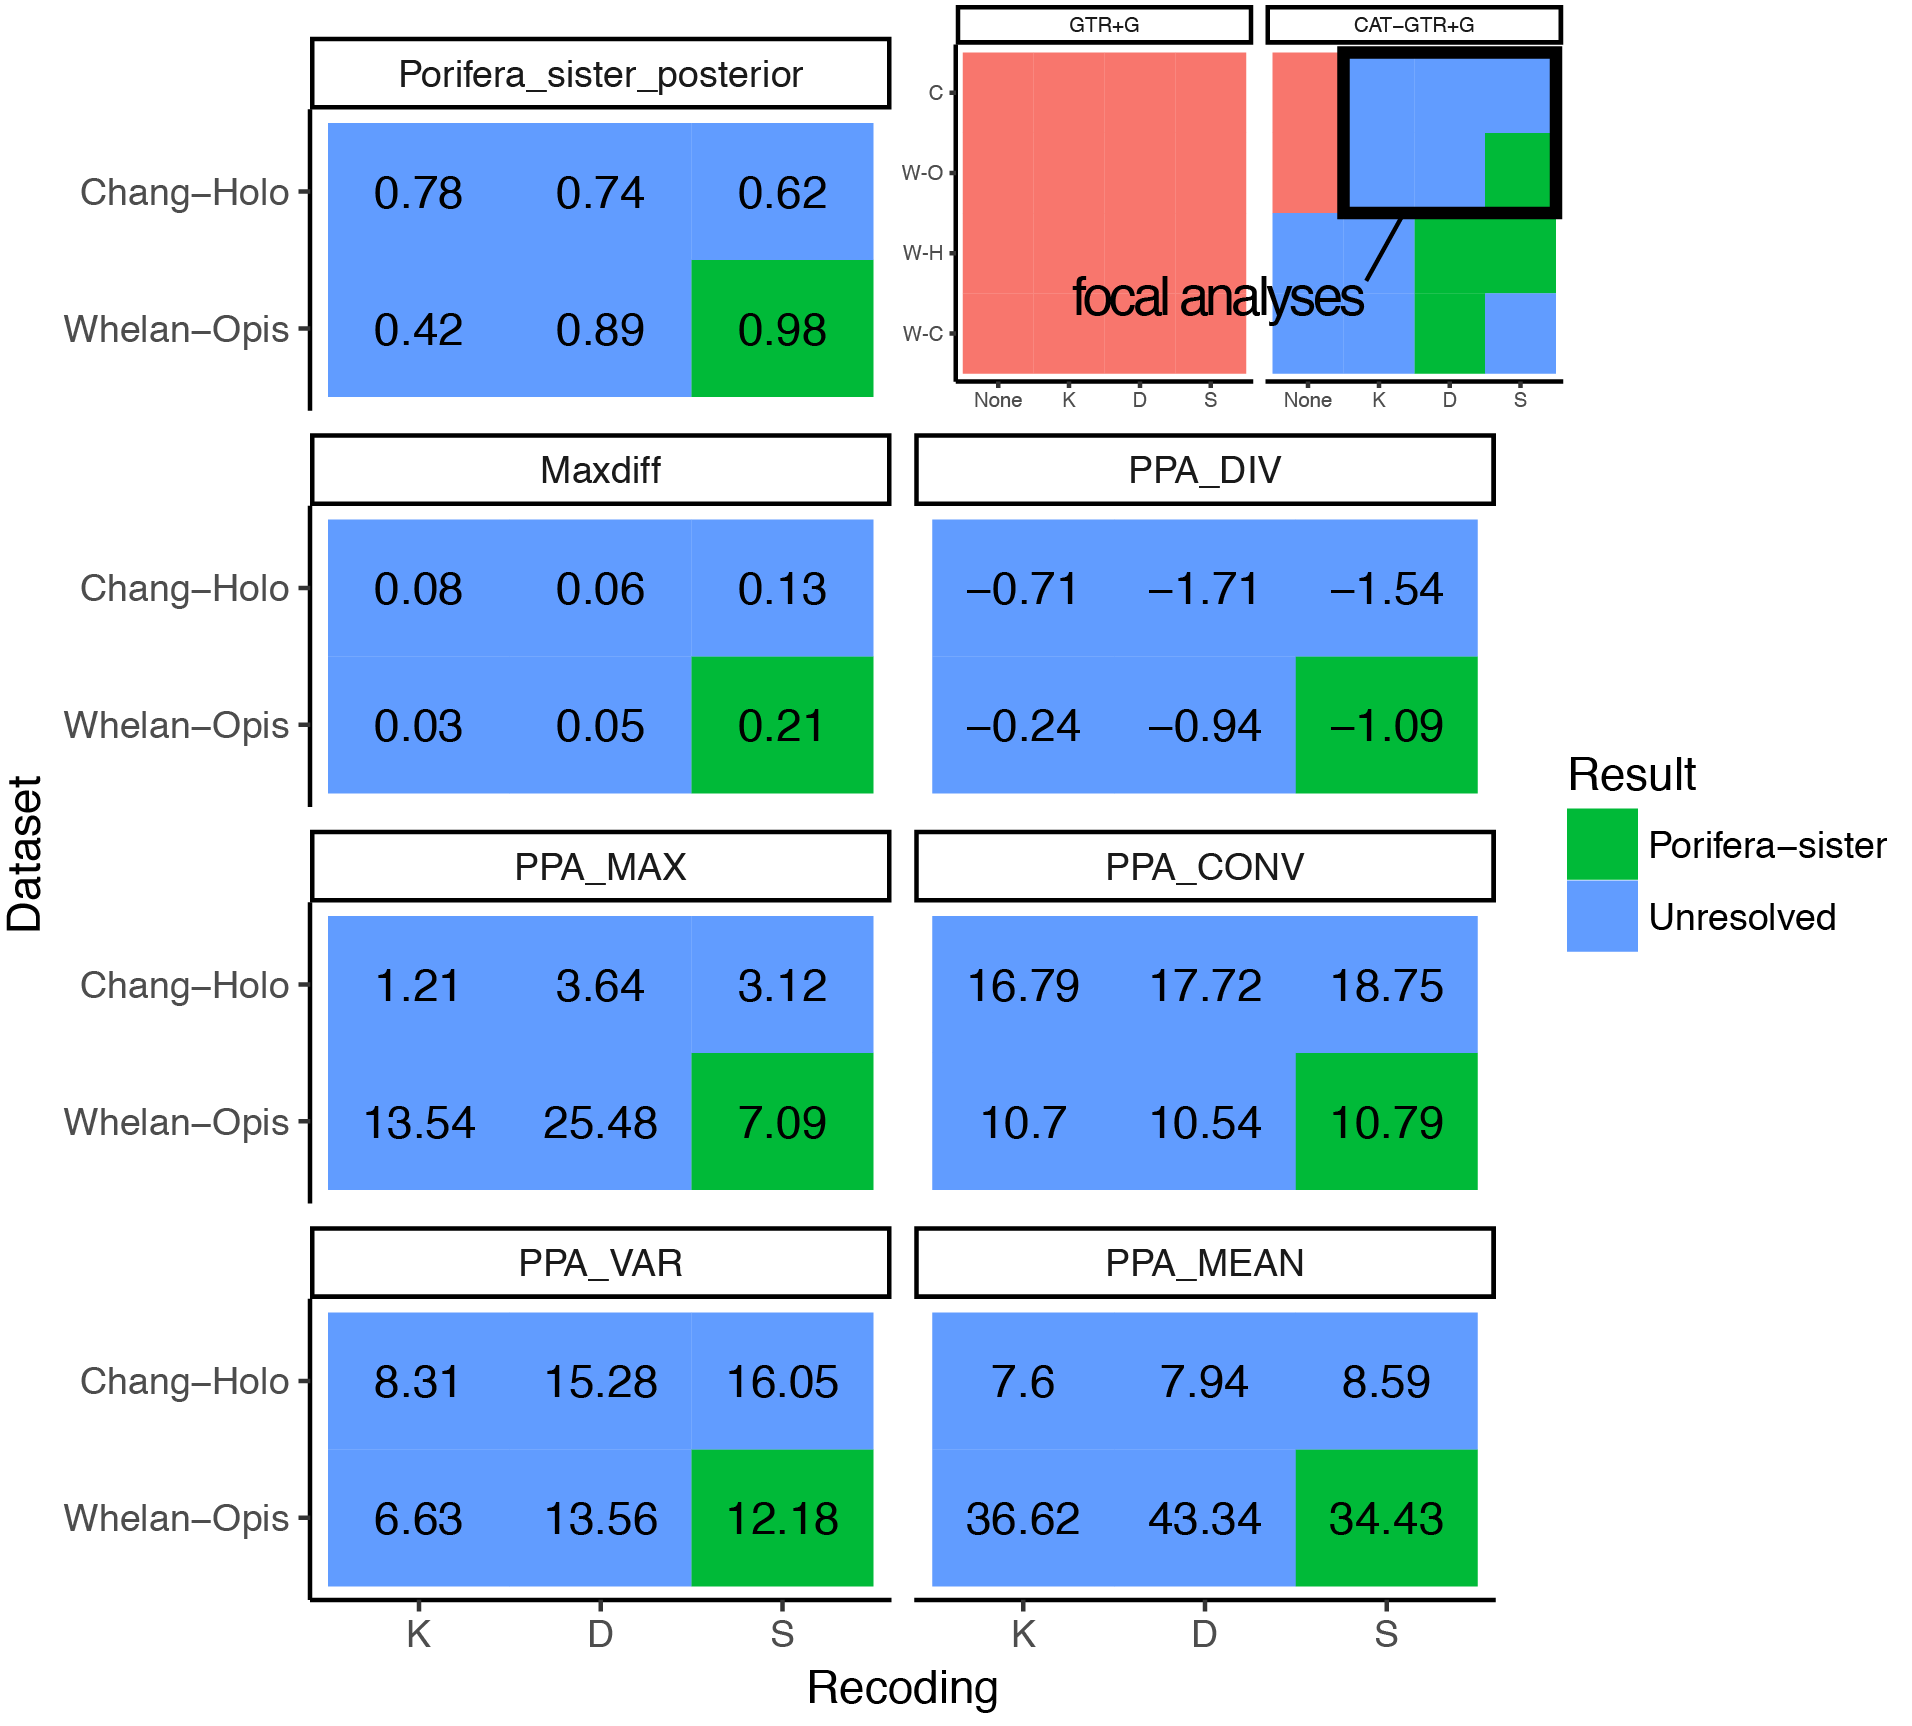 Porifera_sister_posterior
Chang−Holo 0.78 0.74 0.62
Whelan−Opis 0.42 0.89 0.98
GTR+G CAT−GTR+G
C
W-O
W-H
W-C
focal analyses
None K D S None K D S
Maxdiff PPA_DIV
Chang−Holo 0.08 0.06 0.13 −0.71 −1.71 −1.54
Whelan−Opis 0.03 0.05 0.21 −0.24 −0.94 −1.09
PPA_MAX PPA_CONV
Chang−Holo 1.21 3.64 3.12 16.79 17.72 18.75
Whelan−Opis 13.54 25.48 7.09 10.7 10.54 10.79
PPA_VAR PPA_MEAN
Chang−Holo 8.31 15.28 16.05 7.6 7.94 8.59
Whelan−Opis 6.63 13.56 12.18 36.62 43.34 34.43
K D S K D S
Recoding
Dataset
Result
Porifera−sister
Unresolved